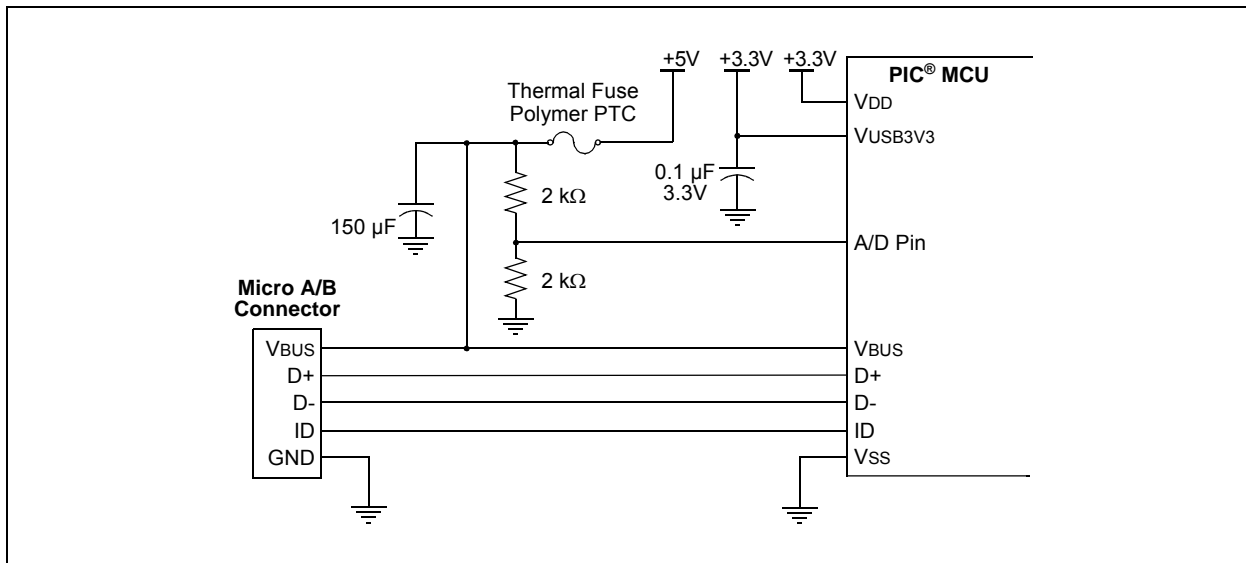 +5V
+3.3V
+3.3V
PIC® MCU
VDD
VUSB3V3
Thermal Fuse
Polymer PTC
0.1 µF
3.3V
2 kΩ
150 µF
A/D Pin
2 kΩ
Micro A/B
Connector
VBUS
D+
D-
ID
GND
VBUS
D+
D-
ID
VSS